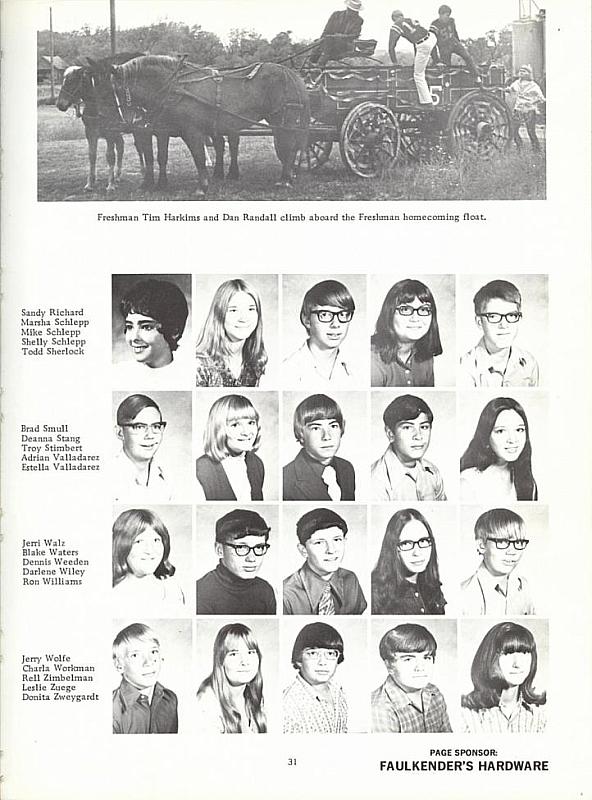 5
Freshman Tim Harkims and Dan Randall climb aboard the Freshman homecoming float.
Sandy Richard
Marsha Schlepp
Mike Schlepp
Shelly Schlepp
Todd Sherlock
Brad Smull
Deanna Stang
Troy Stimbert
Adrian Valladarez
Estella Valladarez
Jerri Walz
Blake Waters
Dennis Weeden
Darlene Wiley
Ron Williams
Jerry Wolfe
Charla Workman
Rell Zimbelman
Leslie Zuege
Donita Zweygardt
31
PAGE SPONSOR:
FAULKENDER'S HARDWARE